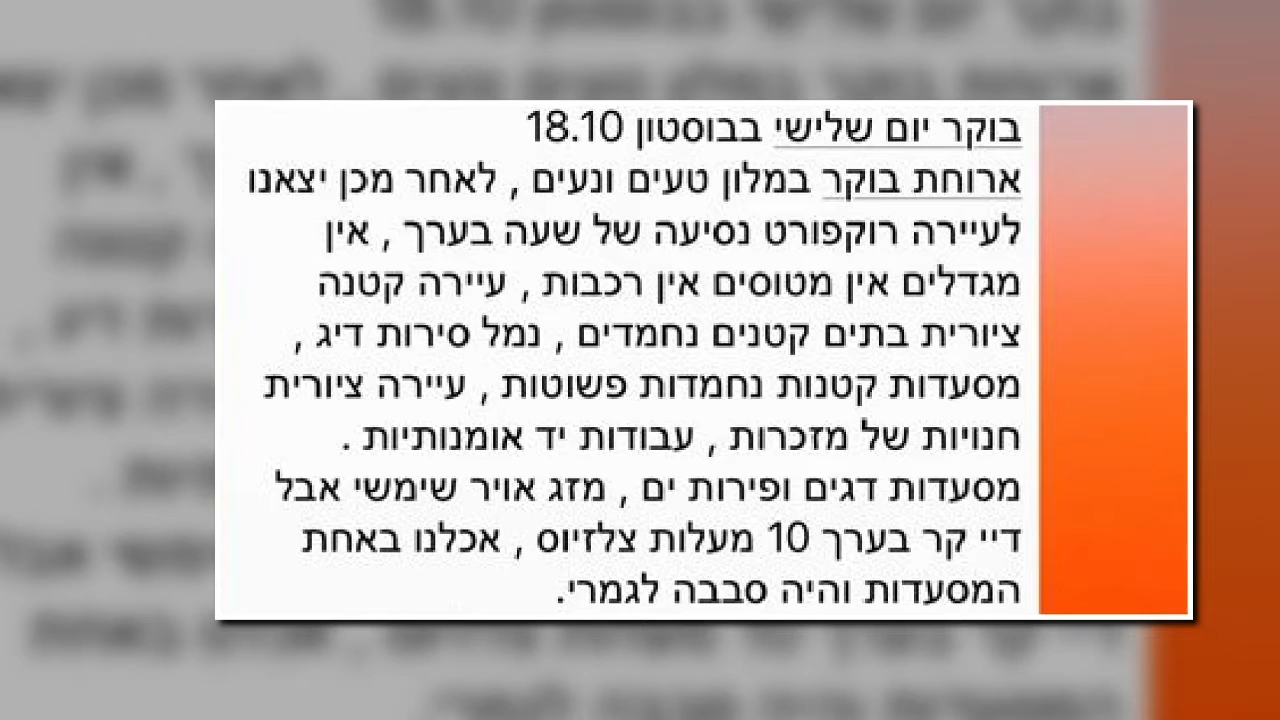 בוקר יום שלישי בבוסטון 18.10
ארוחת בוקר במלון טעים ונעים , לאחר מכן יצאנו
לעיירה רוקפורט נסיעה של שעה בערך , אין
מגדלים אין מטוסים אין רכבות , עיירה קטנה
ציורית בתים קטנים נחמדים , נמל סירות דיג ,
מסעדות קטנות נחמדות פשוטות , עיירה ציורית
חנויות של מזכרות , עבודות יד אומנותיות .
מסעדות דגים ופירות ים , מזג אויר שימשי אבל
דיי קר בערך 10 מעלות צלזיוס , אכלנו באחת
המסעדות והיה סבבה לגמרי.